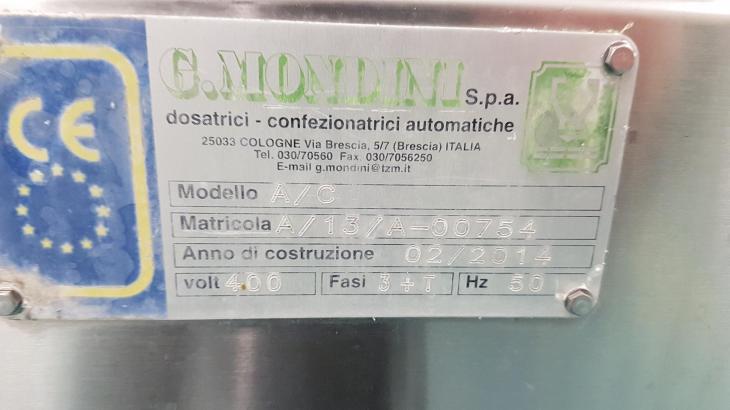 CE
G.MONDINI S.p.a.
dosatrici - confezionatrici automatiche
25033 COLOGNE Via Brescia, 5/7 (Brescia) ITALIA
Tel. 030/70560 Fax. 030/7056250
E-mail g.mondini@tzm.it
Modello A/C
Matricola A/13/A-00754
Anno di costruzione 02/2014
volt 400 Fasi 3+T Hz 50